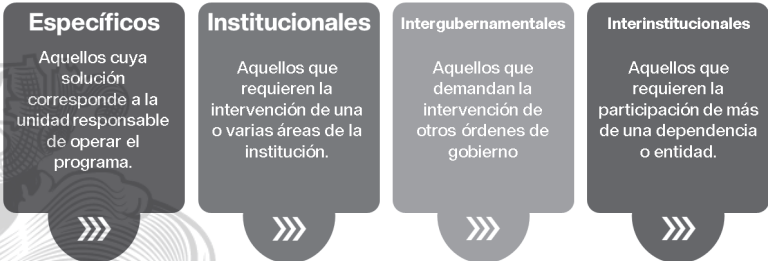 Específicos
Aquellos cuya
solución
corresponde a la
unidad responsable
de operar el
programa.
Institucionales
Aquellos que
requieren la
intervención de una
o varias áreas de la
institución.
Intergubernamentales
Aquellos que
demandan la
intervención de
otros órdenes de
gobierno
Interinstitucionales
Aquellos que
requieren la
participación de más
de una dependencia
o entidad.